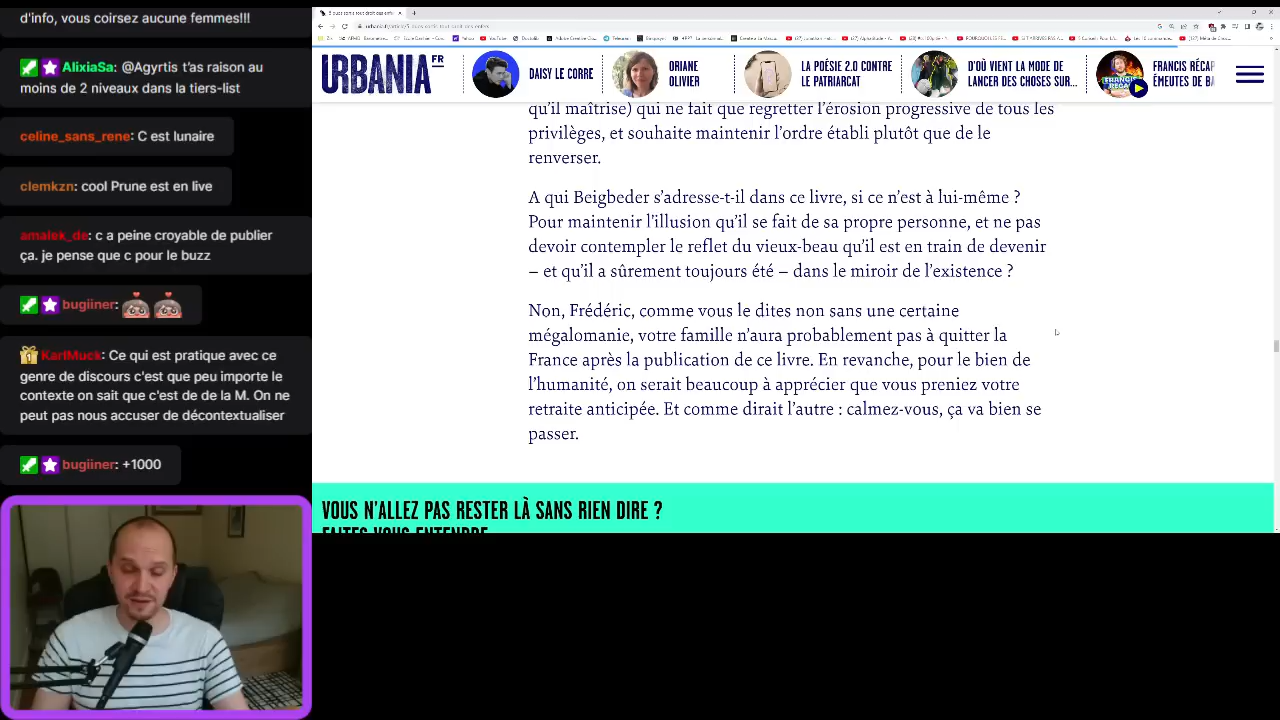 d'info, vous coirsez aucune femmes!!!
AlixiaSa: @Agyrtis t'as raison au
moins de 2 niveaux dans la tiers-list
celine_sans_rene: C est lunaire
clemkzn: cool Prune est en live
amalek_de: c a peine croyable de publier
ça. je pense que c pour le buzz
bugiiner:
KarlMuck: Ce qui est pratique avec ce
genre de discours c'est que peu importe le
contexte on sait que c'est de de la M. On ne
peut pas nous accuser de décontextualiser
bugiiner: +1000
URBANIA FR
DAISY LE CORRE
ORIANE
OLIVIER
LA POÉSIE 2.0 CONTRE
LE PATRIARCAT
D'OÙ VIENT LA MODE DE
LANCER DES CHOSES SUR...
FRANCIS RÉCAP
ÉMEUTES DE BA
qu'il maîtrise) qui ne fait que regretter l'érosion progressive de tous les
privilèges, et souhaite maintenir l'ordre établi plutôt que de le
renverser.
A qui Beigbeder s'adresse-t-il dans ce livre, si ce n'est à lui-même ?
Pour maintenir l'illusion qu'il se fait de sa propre personne, et ne pas
devoir contempler le reflet du vieux-beau qu'il est en train de devenir
– et qu'il a sûrement toujours été – dans le miroir de l'existence ?
Non, Frédéric, comme vous le dites non sans une certaine
mégalomanie, votre famille n'aura probablement pas à quitter la
France après la publication de ce livre. En revanche, pour le bien de
l'humanité, on serait beaucoup à apprécier que vous preniez votre
retraite anticipée. Et comme dirait l'autre : calmez-vous, ça va bien se
passer.
VOUS N'ALLEZ PAS RESTER LÀ SANS RIEN DIRE ?
FAITES-VOUS ENTENDRE